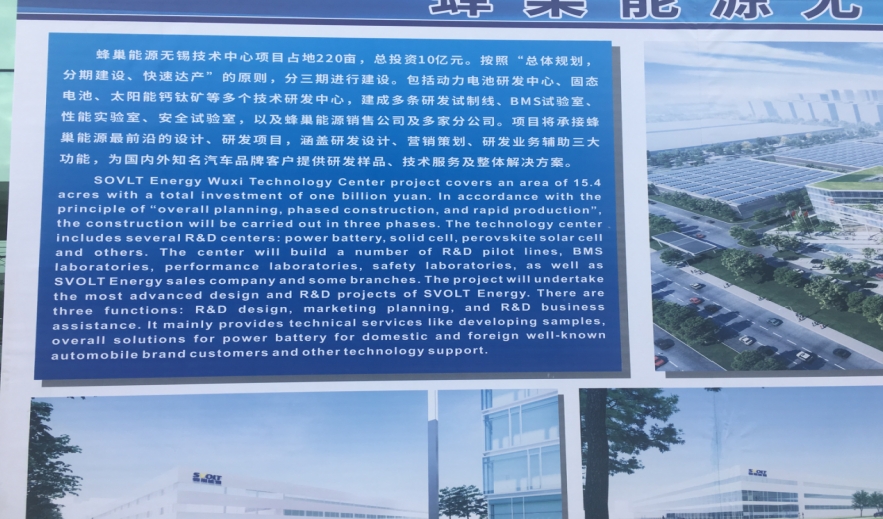 蜂巢能源无
蜂巢能源无锡技术中心项目占地220亩，总投资10亿元。按照“总体规划，
分期建设、快速达产”的原则，分三期进行建设。包括动力电池研发中心、固态
电池、太阳能钙钛矿等多个技术研发中心，建成多条研发试制线、BMS试验室、
性能实验室、安全试验室，以及蜂巢能源销售公司及多家分公司。项目将承接蜂
巢能源最前沿的设计、研发项目，涵盖研发设计、营销策划、研发业务辅助三大
功能，为国内外知名汽车品牌客户提供研发样品、技术服务及整体解决方案。
SOVLT Energy Wuxi Technology Center project covers an area of 15.4
acres with a total investment of one billion yuan. In accordance with the
principle of “overall planning, phased construction, and rapid production”,
the construction will be carried out in three phases. The technology center
includes several R&D centers: power battery, solid cell, perovskite solar cell
and others. The center will build a number of R&D pilot lines, BMS
laboratories, performance laboratories, safety laboratories, as well as
SVOLT Energy sales company and some branches. The project will undertake
the most advanced design and R&D projects of SVOLT Energy. There are
three functions: R&D design, marketing planning, and R&D business
assistance. It mainly provides technical services like developing samples,
overall solutions for power battery for domestic and foreign well-known
automobile brand customers and other technology support.
SVOLT
蜂巢能源
SVOLT